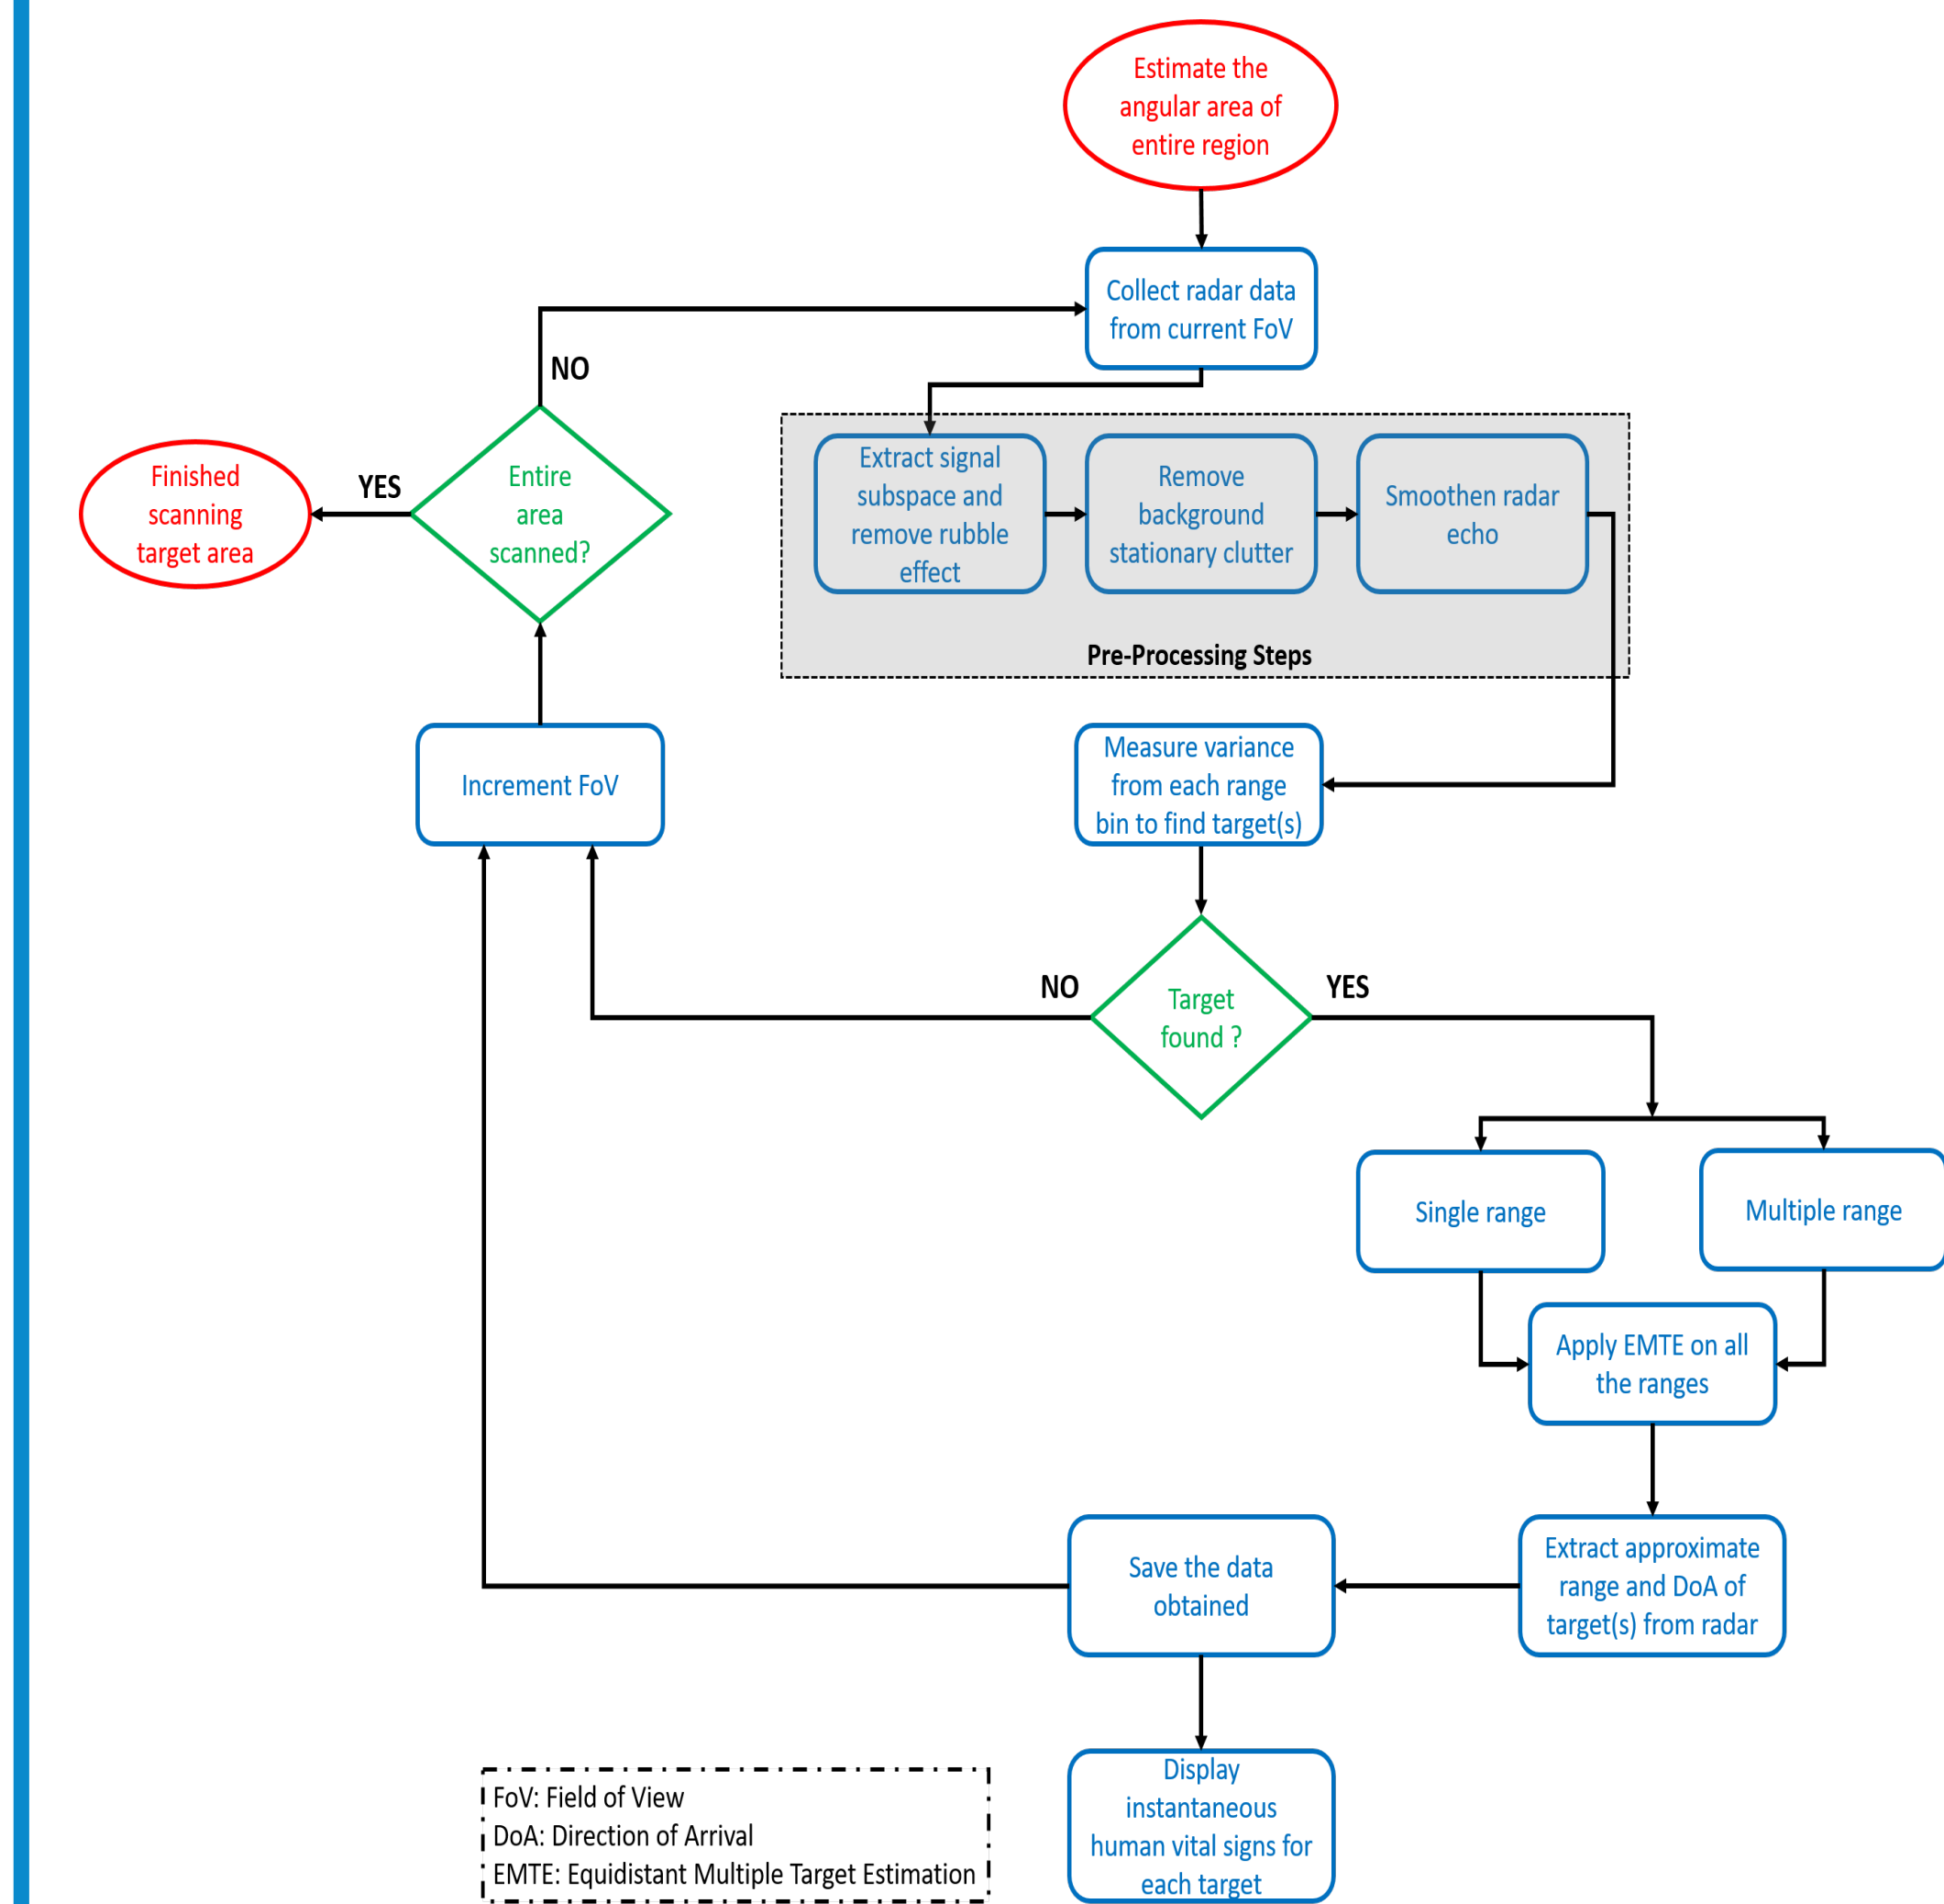 Estimate the
angular area of
entire region
Collect radar data
from current FoV
NO
Entire
area
scanned?
YES
Finished
scanning
target area
Extract signal
subspace and
remove rubble
effect
Remove
background
stationary clutter
Smoothen radar
echo
Pre-Processing Steps
Increment FoV
Measure variance
from each range
bin to find target(s)
NO
Target
found ?
YES
Single range
Multiple range
Apply EMTE on all
the ranges
Extract approximate
range and DoA of
target(s) from radar
Save the data
obtained
Display
instantaneous
human vital signs for
each target
FoV: Field of View
DoA: Direction of Arrival
EMTE: Equidistant Multiple Target Estimation